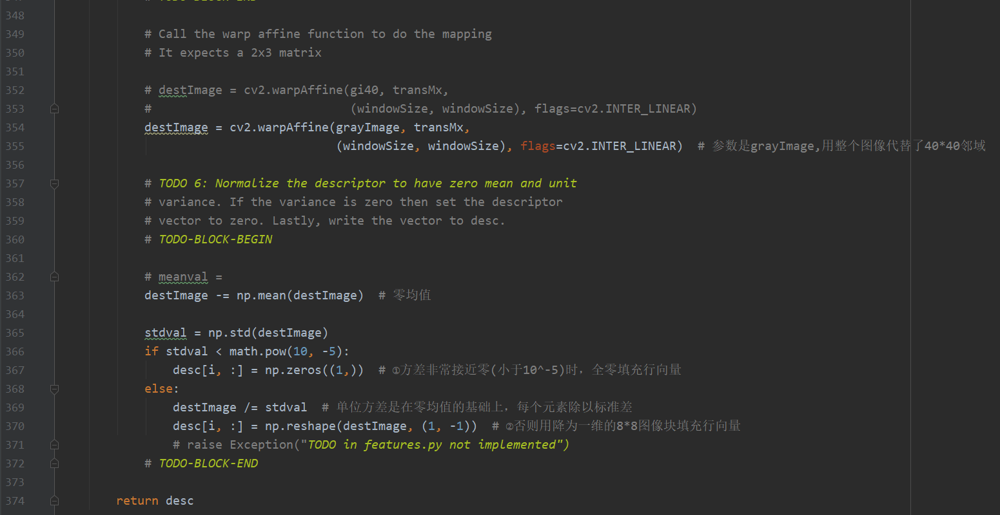 348
349 # Call the warp affine function to do the mapping
350 # It expects a 2x3 matrix
351
352 # destImage = cv2.warpAffine(gi40, transMx,
353 # (windowSize, windowSize), flags=cv2.INTER_LINEAR)
354 destImage = cv2.warpAffine(grayImage, transMx,
355 (windowSize, windowSize), flags=cv2.INTER_LINEAR) # 参数是grayImage,用整个图像代替了40*40邻域
356
357 # TODO 6: Normalize the descriptor to have zero mean and unit
358 # variance. If the variance is zero then set the descriptor
359 # vector to zero. Lastly, write the vector to desc.
360 # TODO-BLOCK-BEGIN
361
362 # meanval =
363 destImage -= np.mean(destImage) # 零均值
364
365 stdval = np.std(destImage)
366 if stdval < math.pow(10, -5):
367 desc[i, :] = np.zeros((1,)) # ①方差非常接近零(小于10^-5)时，全零填充行向量
368 else:
369 destImage /= stdval # 单位方差是在零均值的基础上，每个元素除以标准差
370 desc[i, :] = np.reshape(destImage, (1, -1)) # ②否则用降为一维的8*8图像块填充行向量
371 # raise Exception("TODO in features.py not implemented")
372 # TODO-BLOCK-END
373
374 return desc